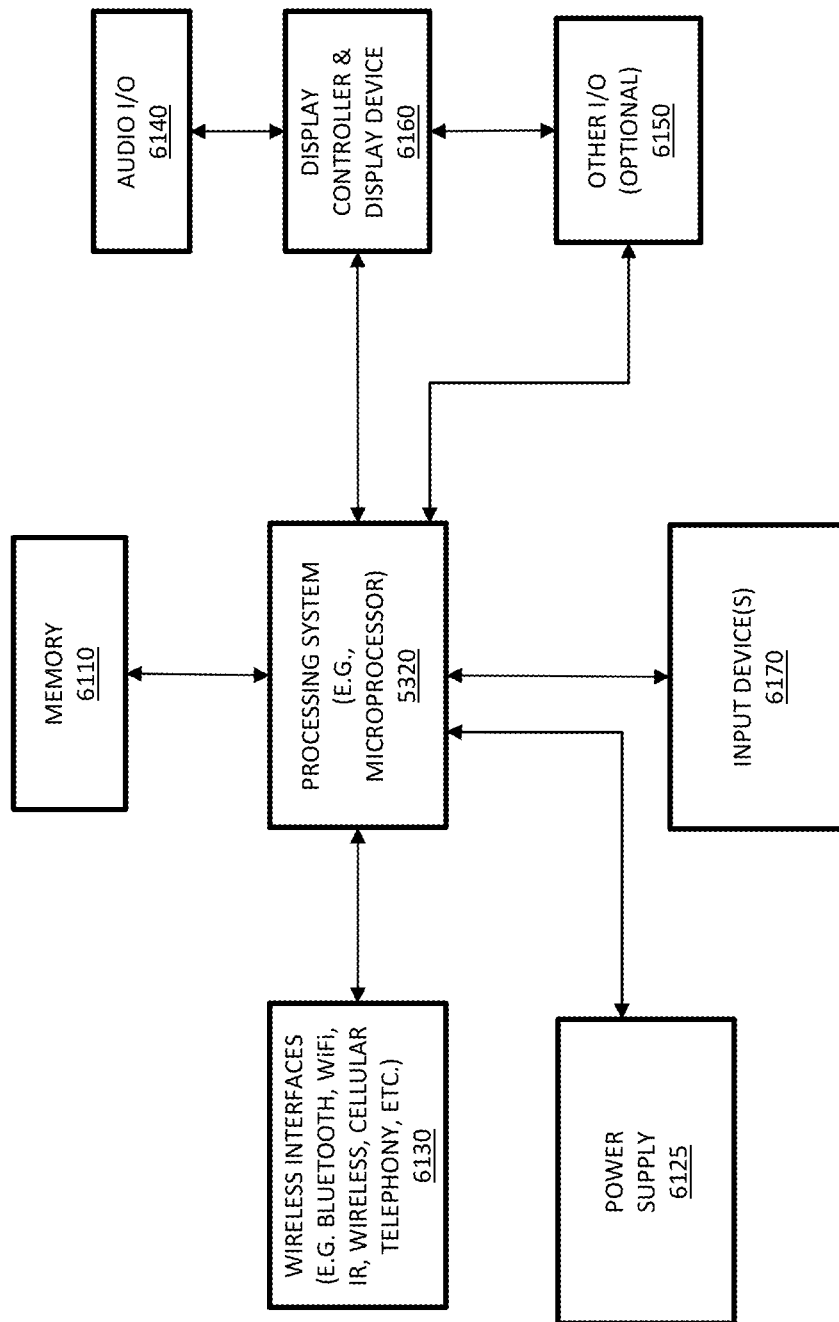 AUDIO I/O
6140
DISPLAY
CONTROLLER &
DISPLAY DEVICE
6160
OTHER I/O
(OPTIONAL)
6150
MEMORY
6110
PROCESSING SYSTEM
(E.G.,
MICROPROCESSOR)
5320
INPUT DEVICE(S)
6170
WIRELESS INTERFACES
(E.G. BLUETOOTH, WiFi,
IR, WIRELESS, CELLULAR
TELEPHONY, ETC.)
6130
POWER
SUPPLY
6125